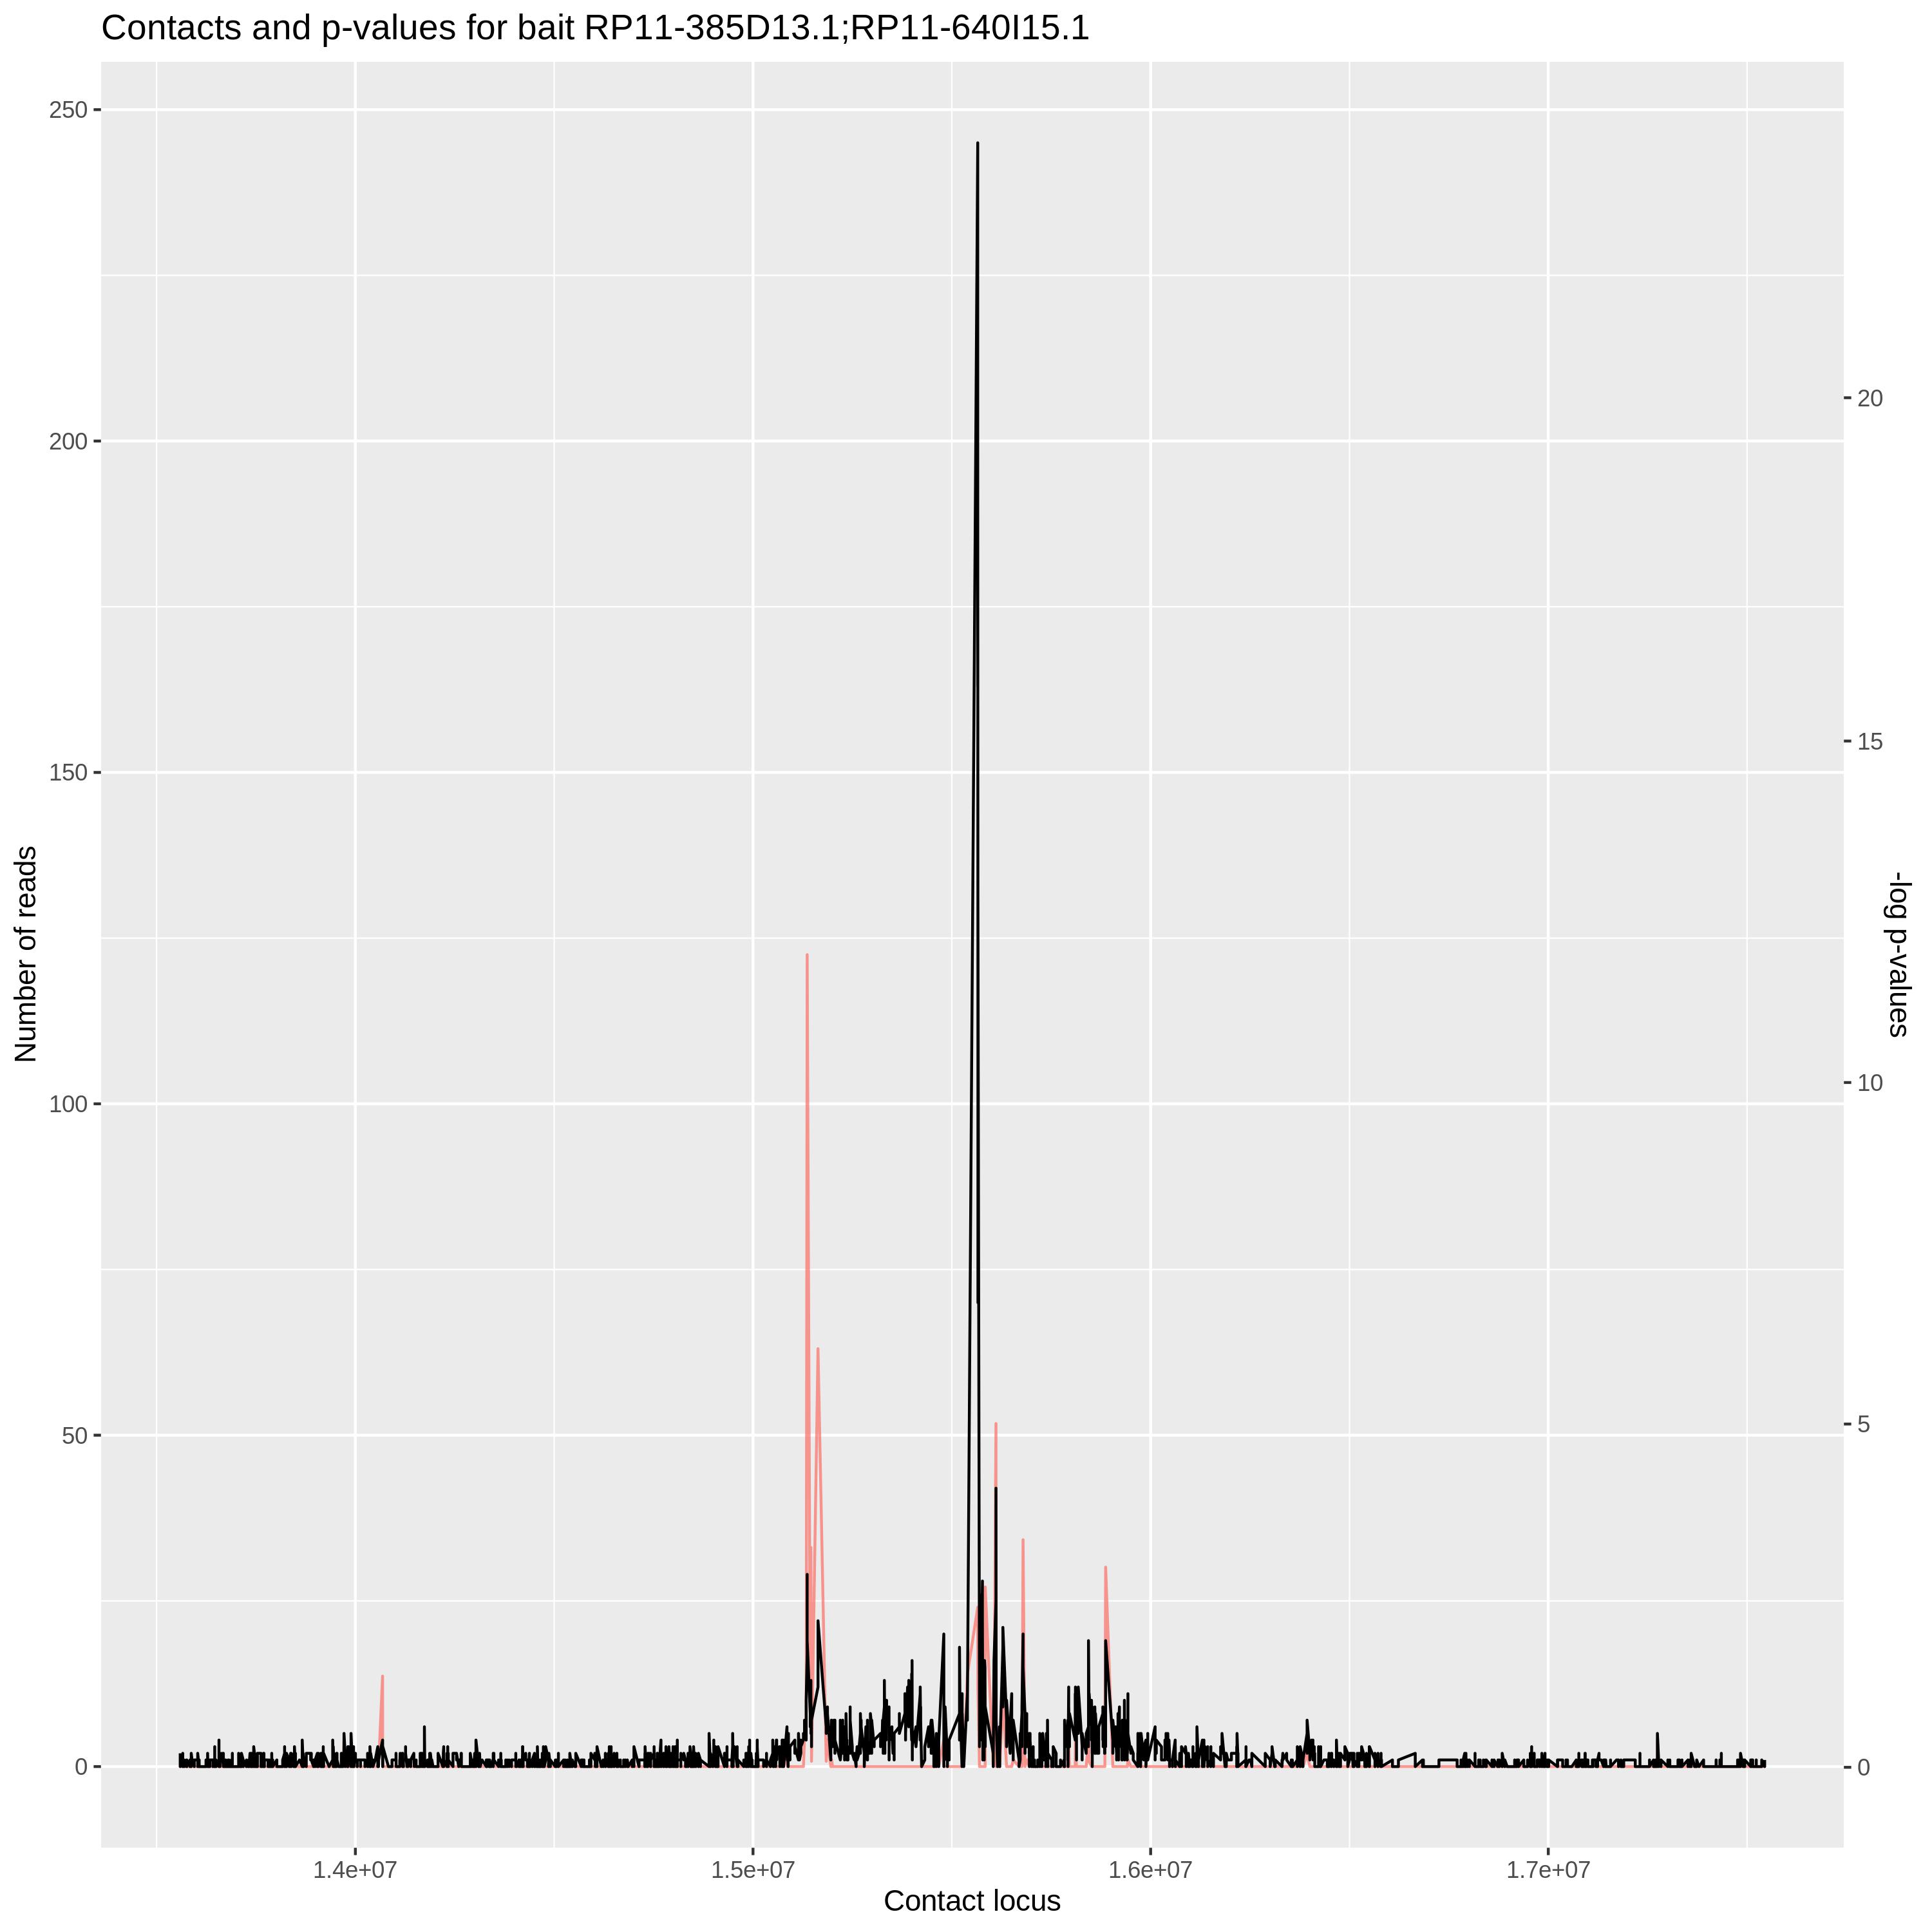 Contacts and p-values for bait RP11-385D13.1;RP11-640I15.1
250
200
150
100
50
0
Number of reads
20
15
10
5
0
-log p-values
1.4e+07
1.5e+07
1.6e+07
1.7e+07
Contact locus